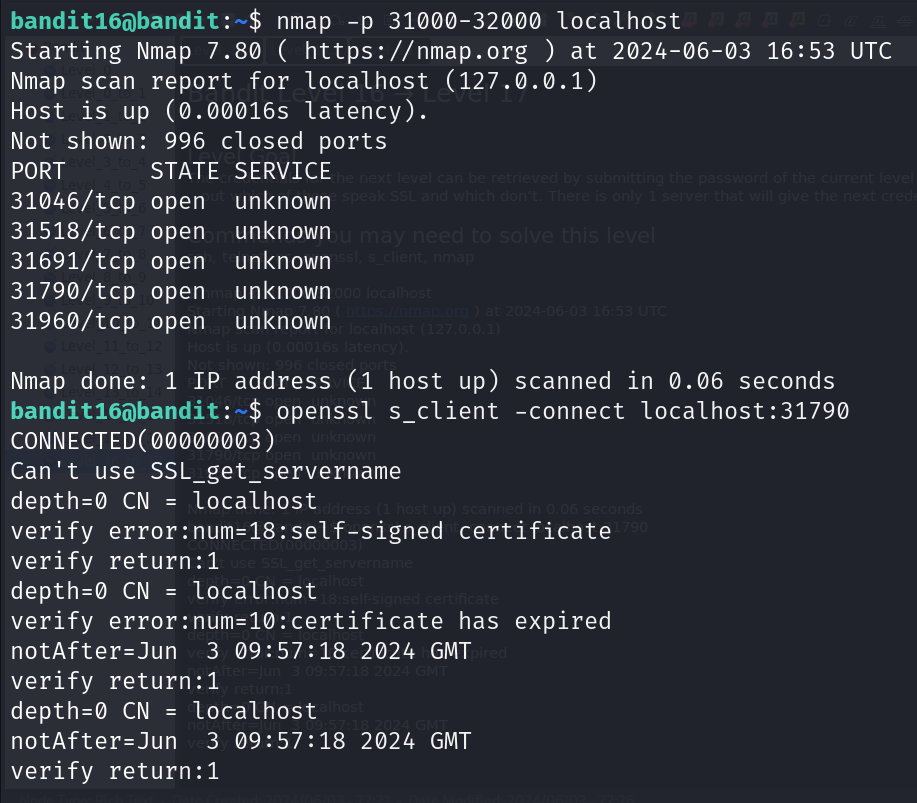 bandit16@bandit:~$ nmap -p 31000-32000 localhost
Starting Nmap 7.80 ( https://nmap.org ) at 2024-06-03 16:53 UTC
Nmap scan report for localhost (127.0.0.1)
Host is up (0.00016s latency).
Not shown: 996 closed ports
PORT      STATE SERVICE
31046/tcp open  unknown
31518/tcp open  unknown
31691/tcp open  unknown
31790/tcp open  unknown
31960/tcp open  unknown

Nmap done: 1 IP address (1 host up) scanned in 0.06 seconds
bandit16@bandit:~$ openssl s_client -connect localhost:31790
CONNECTED(00000003)
Can't use SSL_get_servername
depth=0 CN = localhost
verify error:num=18:self-signed certificate
verify return:1
depth=0 CN = localhost
verify error:num=10:certificate has expired
notAfter=Jun  3 09:57:18 2024 GMT
verify return:1
depth=0 CN = localhost
notAfter=Jun  3 09:57:18 2024 GMT
verify return:1